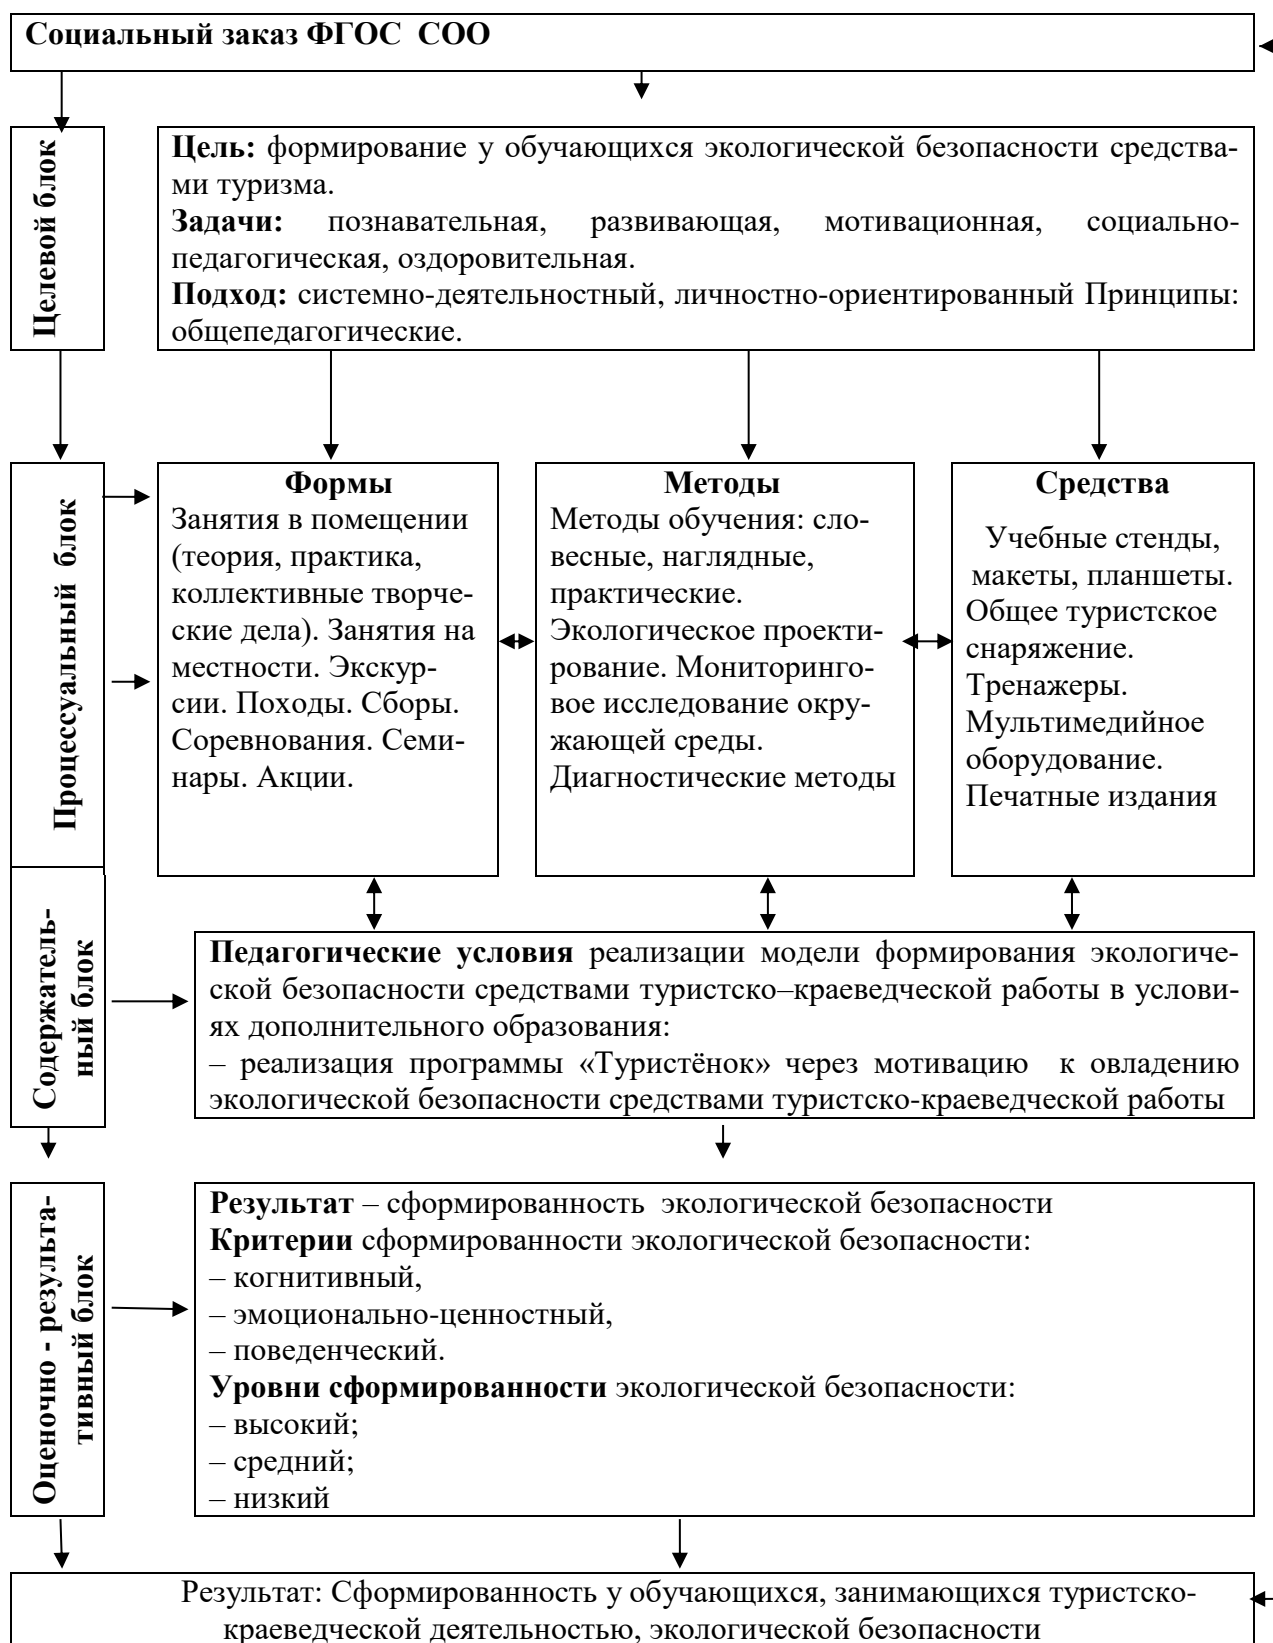 Социальный заказ ФГОС СОО
Целевой блок
Цель: формирование у обучающихся экологической безопасности средства-
ми туризма.
Задачи: познавательная, развивающая, мотивационная, социально-
педагогическая, оздоровительная.
Подход: системно-деятельностный, личностно-ориентированный Принципы:
общепедагогические.
Процессуальный блок
Формы
Занятия в помещении
(теория, практика,
коллективные творче-
ские дела). Занятия на
местности. Экскур-
сии. Походы. Сборы.
Соревнования. Семи-
нары. Акции.
Методы
Методы обучения: сло-
весные, наглядные,
практические.
Экологическое проекти-
рование. Мониторинго-
вое исследование окру-
жающей среды.
Диагностические методы
Средства
Учебные стенды,
макеты, планшеты.
Общее туристское
снаряжение.
Тренажеры.
Мультимедийное
оборудование.
Печатные издания
Содержатель-
ный блок
Педагогические условия реализации модели формирования экологиче-
ской безопасности средствами туристско–краеведческой работы в услови-
ях дополнительного образования:
– реализация программы «Туристёнок» через мотивацию к овладению
экологической безопасности средствами туристско-краеведческой работы
Оценочно - результа-
тивный блок
Результат – сформированность экологической безопасности
Критерии сформированности экологической безопасности:
– когнитивный,
– эмоционально-ценностный,
– поведенческий.
Уровни сформированности экологической безопасности:
– высокий;
– средний;
– низкий
Результат: Сформированность у обучающихся, занимающихся туристско-
краеведческой деятельностью, экологической безопасности